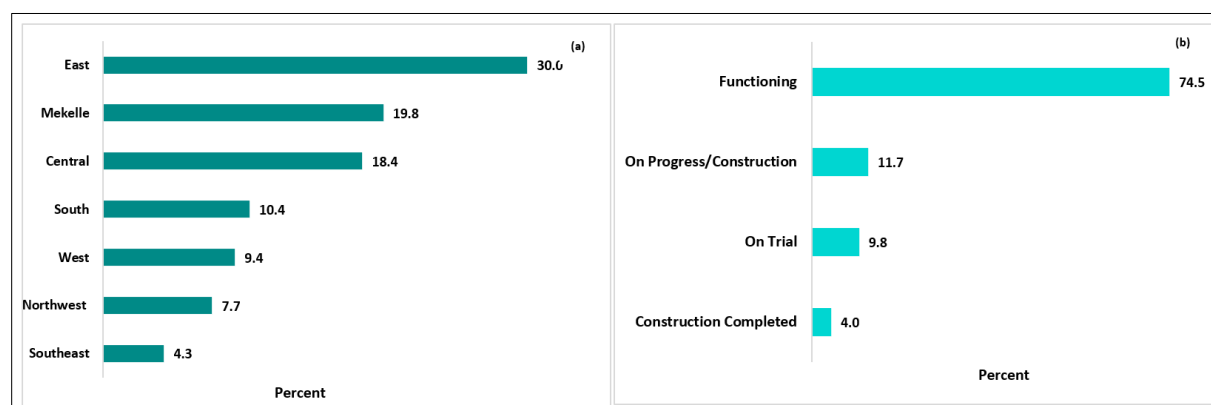 (a)
East 30.0
Mekelle 19.8
Central 18.4
South 10.4
West 9.4
Northwest 7.7
Southeast 4.3
Percent
(b)
Functioning 74.5
On Progress/Construction 11.7
On Trial 9.8
Construction Completed 4.0
Percent